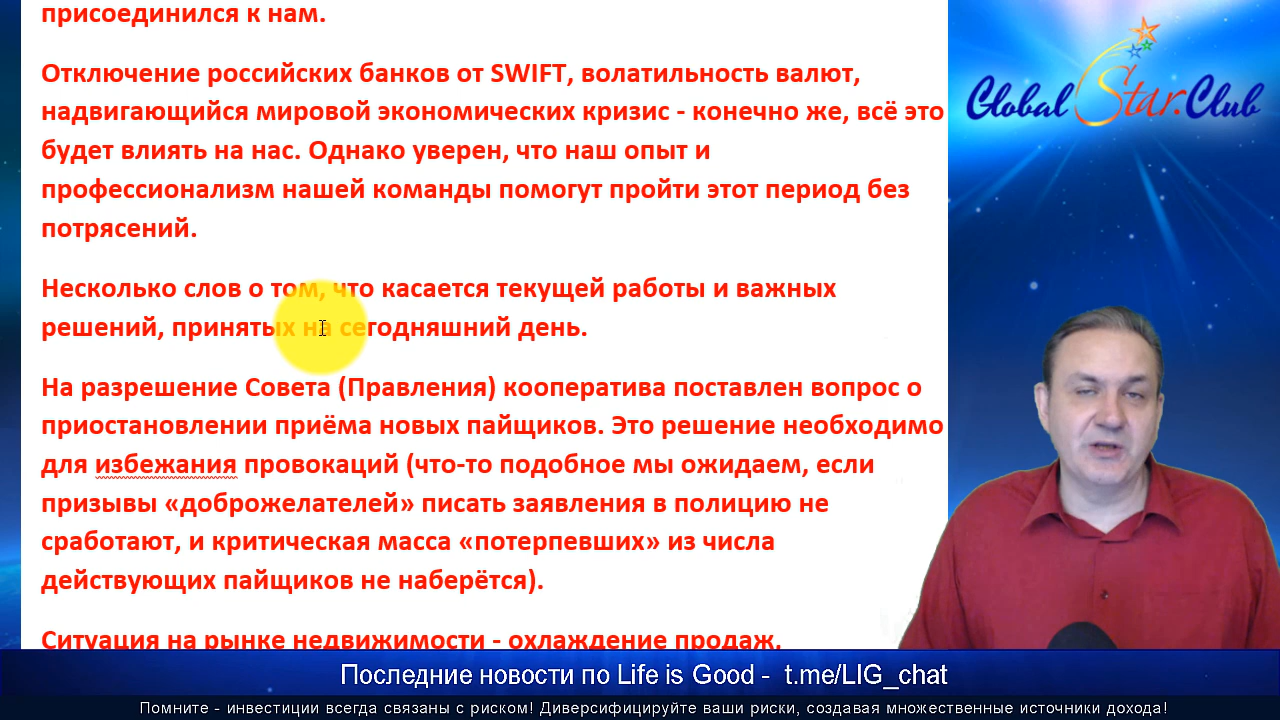 присоединился к нам.
Отключение российских банков от SWIFT, волатильность валют,
надвигающийся мировой экономических кризис - конечно же, всё это
будет влиять на нас. Однако уверен, что наш опыт и
профессионализм нашей команды помогут пройти этот период без
потрясений.
Несколько слов о том, что касается текущей работы и важных
решений, принятых на сегодняшний день.
На разрешение Совета (Правления) кооператива поставлен вопрос о
приостановлении приёма новых пайщиков. Это решение необходимо
для избежания провокаций (что-то подобное мы ожидаем, если
призывы «доброжелателей» писать заявления в полицию не
сработают, и критическая масса «потерпевших» из числа
действующих пайщиков не наберётся).
Ситуация на рынке недвижимости - охлаждение продаж,
Global Star.Club
Последние новости по Life is Good - t.me/LIG_chat
Помните - инвестиции всегда связаны с риском! Диверсифицируйте ваши риски, создавая множественные источники дохода!